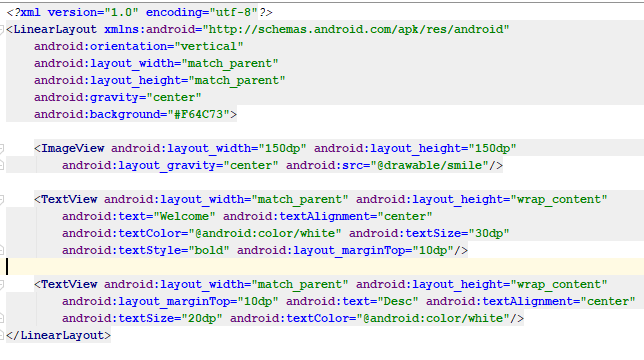 <?xml version="1.0" encoding="utf-8"?>
<LinearLayout xmlns:android="http://schemas.android.com/apk/res/android"
    android:orientation="vertical"
    android:layout_width="match_parent"
    android:layout_height="match_parent"
    android:gravity="center"
    android:background="#F64C73">

    <ImageView android:layout_width="150dp" android:layout_height="150dp"
        android:layout_gravity="center" android:src="@drawable/smile"/>

    <TextView android:layout_width="match_parent" android:layout_height="wrap_content"
        android:text="Welcome" android:textAlignment="center"
        android:textColor="@android:color/white" android:textSize="30dp"
        android:textStyle="bold" android:layout_marginTop="10dp"/>

    <TextView android:layout_width="match_parent" android:layout_height="wrap_content"
        android:layout_marginTop="10dp" android:text="Desc" android:textAlignment="center"
        android:textSize="20dp" android:textColor="@android:color/white"/>
</LinearLayout>